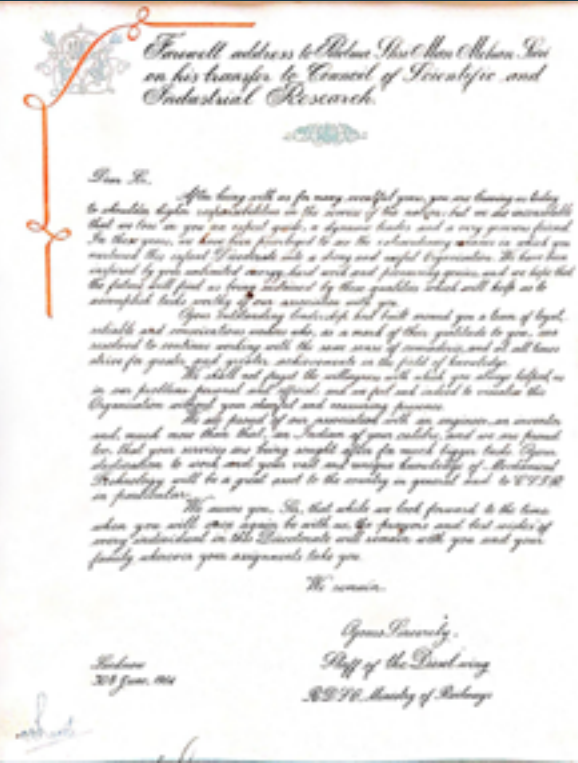 Farewell address to Padma Shri Man Mohan Suri
on his transfer to Council of Scientific and
Industrial Research.
Dear Sir,
After being with us for many eventful years, you are leaving us today
to shoulder higher responsibilities in the service of the nation, but we are
to lose in you an expert guide, a dynamic leader and a very generous friend.
In these years, we have been privileged to see the extraordinary manner in which you
nurtured this infant Directorate into a strong and useful Organisation. We have been
inspired by your unlimited energy, hard work and persevering genius, and we hope that
the future will find us being sustained by these qualities which will help us to
accomplish tasks worthy of our association with you.
Your outstanding leadership has built around you a team of loyal,
reliable and conscientious workers who, as a mark of their gratitude to you, are
resolved to continue working with the same sense of and at all times
strive for greater and greater achievements in the field of knowledge.
We shall not forget the with which you always helped us
in our problems personal and official and we feel sad indeed to visualise this
Organisation without your cheerful and reassuring presence.
We are proud of our association with an engineer, an inventor
and, much more than that, an Indian of your calibre, and we are proud
too, that your services are being sought after for much bigger tasks. Your
dedication to work and your vast and unique knowledge of Mechanical
Technology will be a great asset to the country in general and to C.S.I.R.
in particular.
We assure you, Sir, that while we look forward to the time
when you will once again be with us, the prayers and best wishes of
every individual in this Directorate will remain with you and your
family wherever your assignments take you.
We remain,
Yours Sincerely,
Staff of the Diesel wing
R.D.S.O. Ministry of Railways
Lucknow
June,